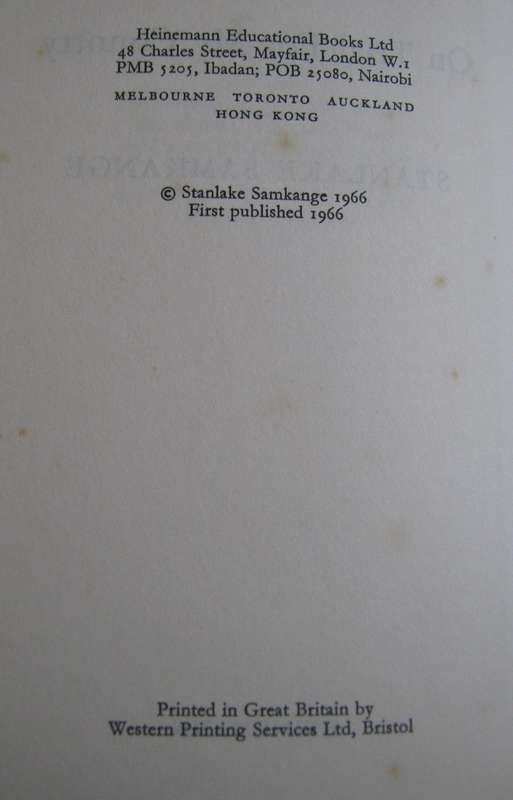 Heinemann Educational Books Ltd
48 Charles Street, Mayfair, London W.1
PMB 5205, Ibadan; POB 25080, Nairobi
MELBOURNE TORONTO AUCKLAND
HONG KONG
© Stanlake Samkange 1966
First published 1966
Printed in Great Britain by
Western Printing Services Ltd, Bristol